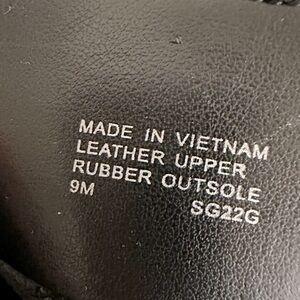 MADE IN VIETNAM
LEATHER UPPER
RUBBER OUTSOLE
9M SG22G